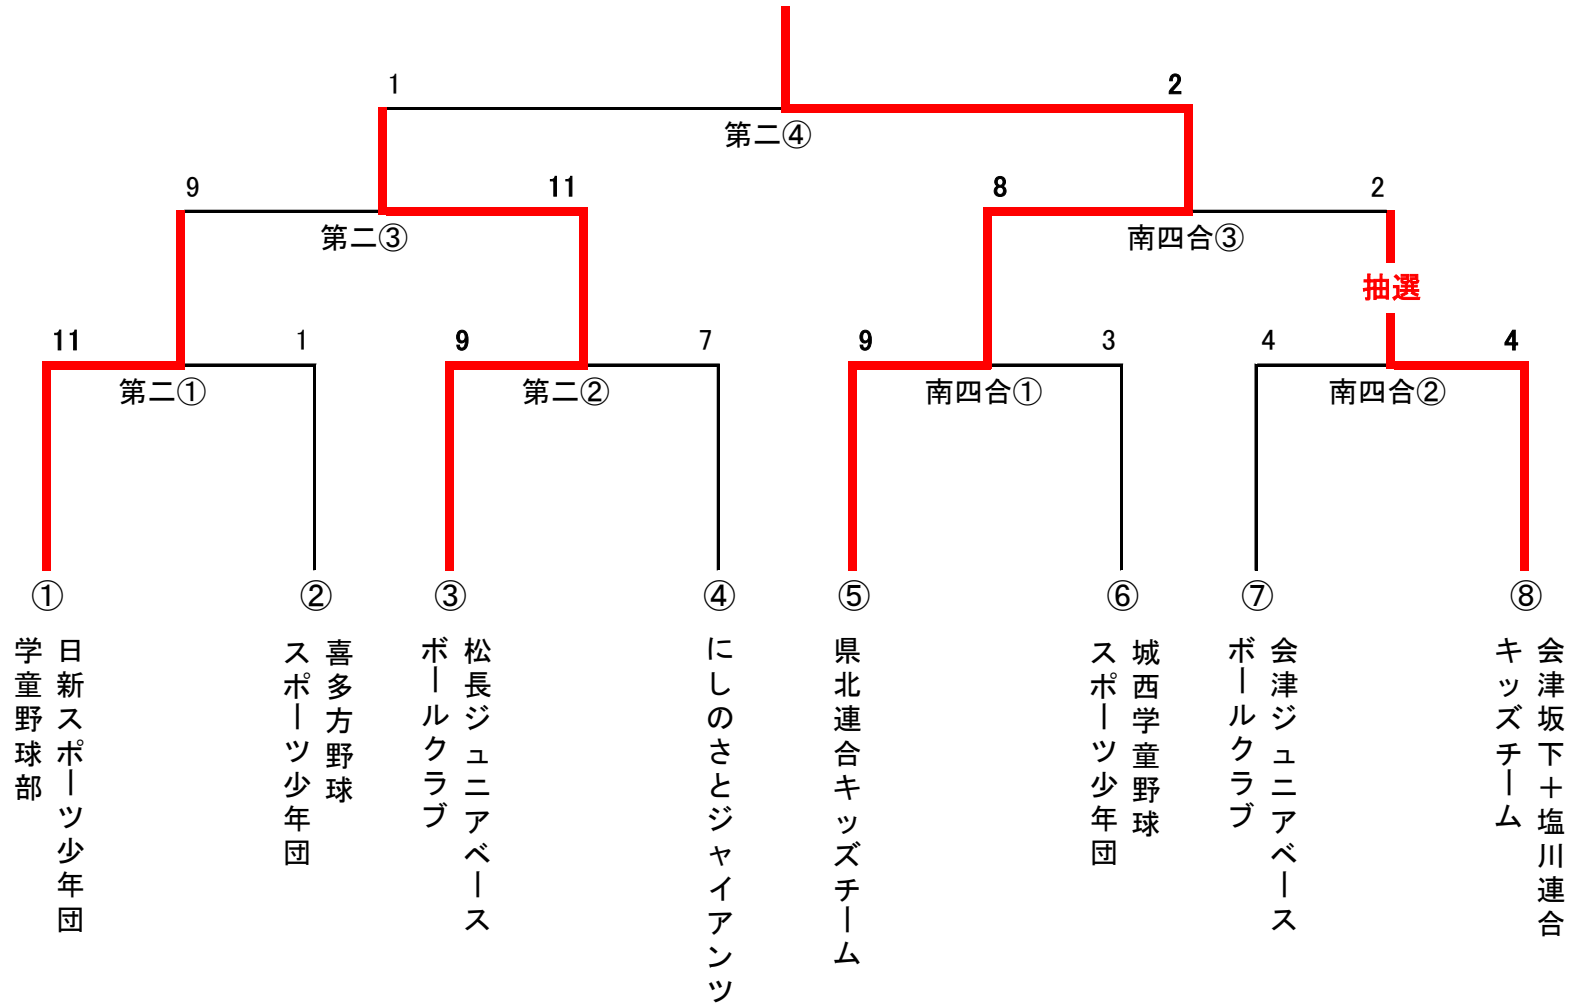 1
2
第二④
9
11
8
2
第二③
南四合③
抽選
11
1
9
7
9
3
4
4
第二①
第二②
南四合①
南四合②
①
②
③
④
⑤
⑥
⑦
⑧
日新スポーツ少年団
学童野球部
喜多方野球
スポーツ少年団
松長ジュニアベース
ボールクラブ
にしのさとジャイアンツ
県北連合キッズチーム
城西学童野球
スポーツ少年団
会津ジュニアベース
ボールクラブ
会津坂下＋塩川連合
キッズチーム